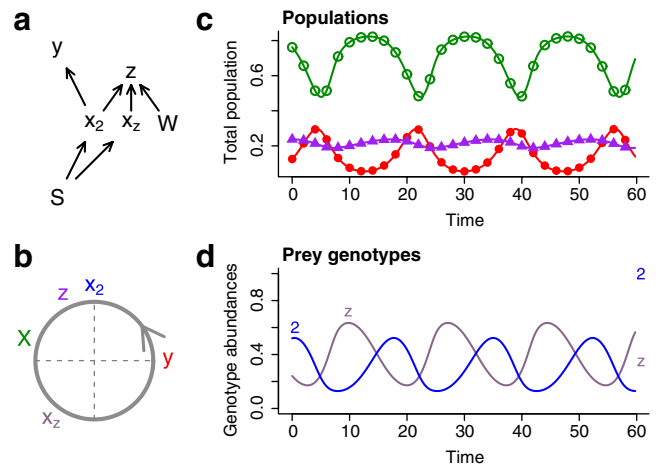 a
y
z
x2
xz
W
S
b
x2
z
X
y
xz
c
Populations
Total population
0.6
0.2
0
10
20
30
40
50
60
Time
d
Prey genotypes
Genotype abundances
0.8
0.4
0.0
2
z
2
z
0
10
20
30
40
50
60
Time